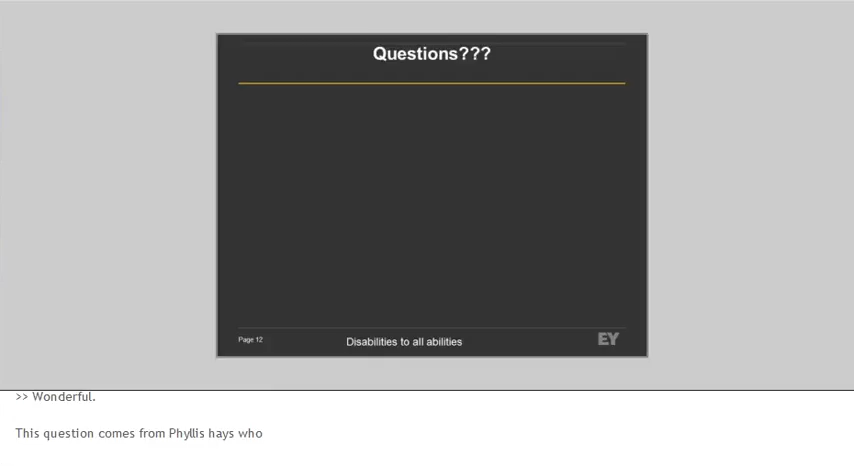 Questions???
Page 12
Disabilities to all abilities
EY
>> Wonderful.
This question comes from Phyllis hays who